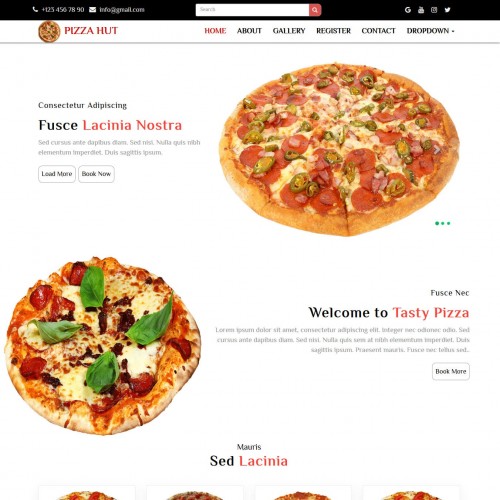 +123 456 78 90 info@gmail.com Search
PIZZA HUT HOME ABOUT GALLERY REGISTER CONTACT DROPDOWN
Consectetur Adipiscing
Fusce Lacinia Nostra
Sed cursus ante dapibus diam. Sed nisi. Nulla quis nibh
elementum imperdiet. Duis sagittis ipsum.
Load More Book Now
Fusce Nec
Welcome to Tasty Pizza
Lorem ipsum dolor sit amet, consectetur adipiscing elit. Integer nec odionec odio. Sed
cursus ante dapibus diam. Sed nisi. Nulla quis sem at nibh elementum imperdiet. Duis
sagittis ipsum. Praesent mauris. Fusce nec tellus sed..
Book More
Mauris
Sed Lacinia